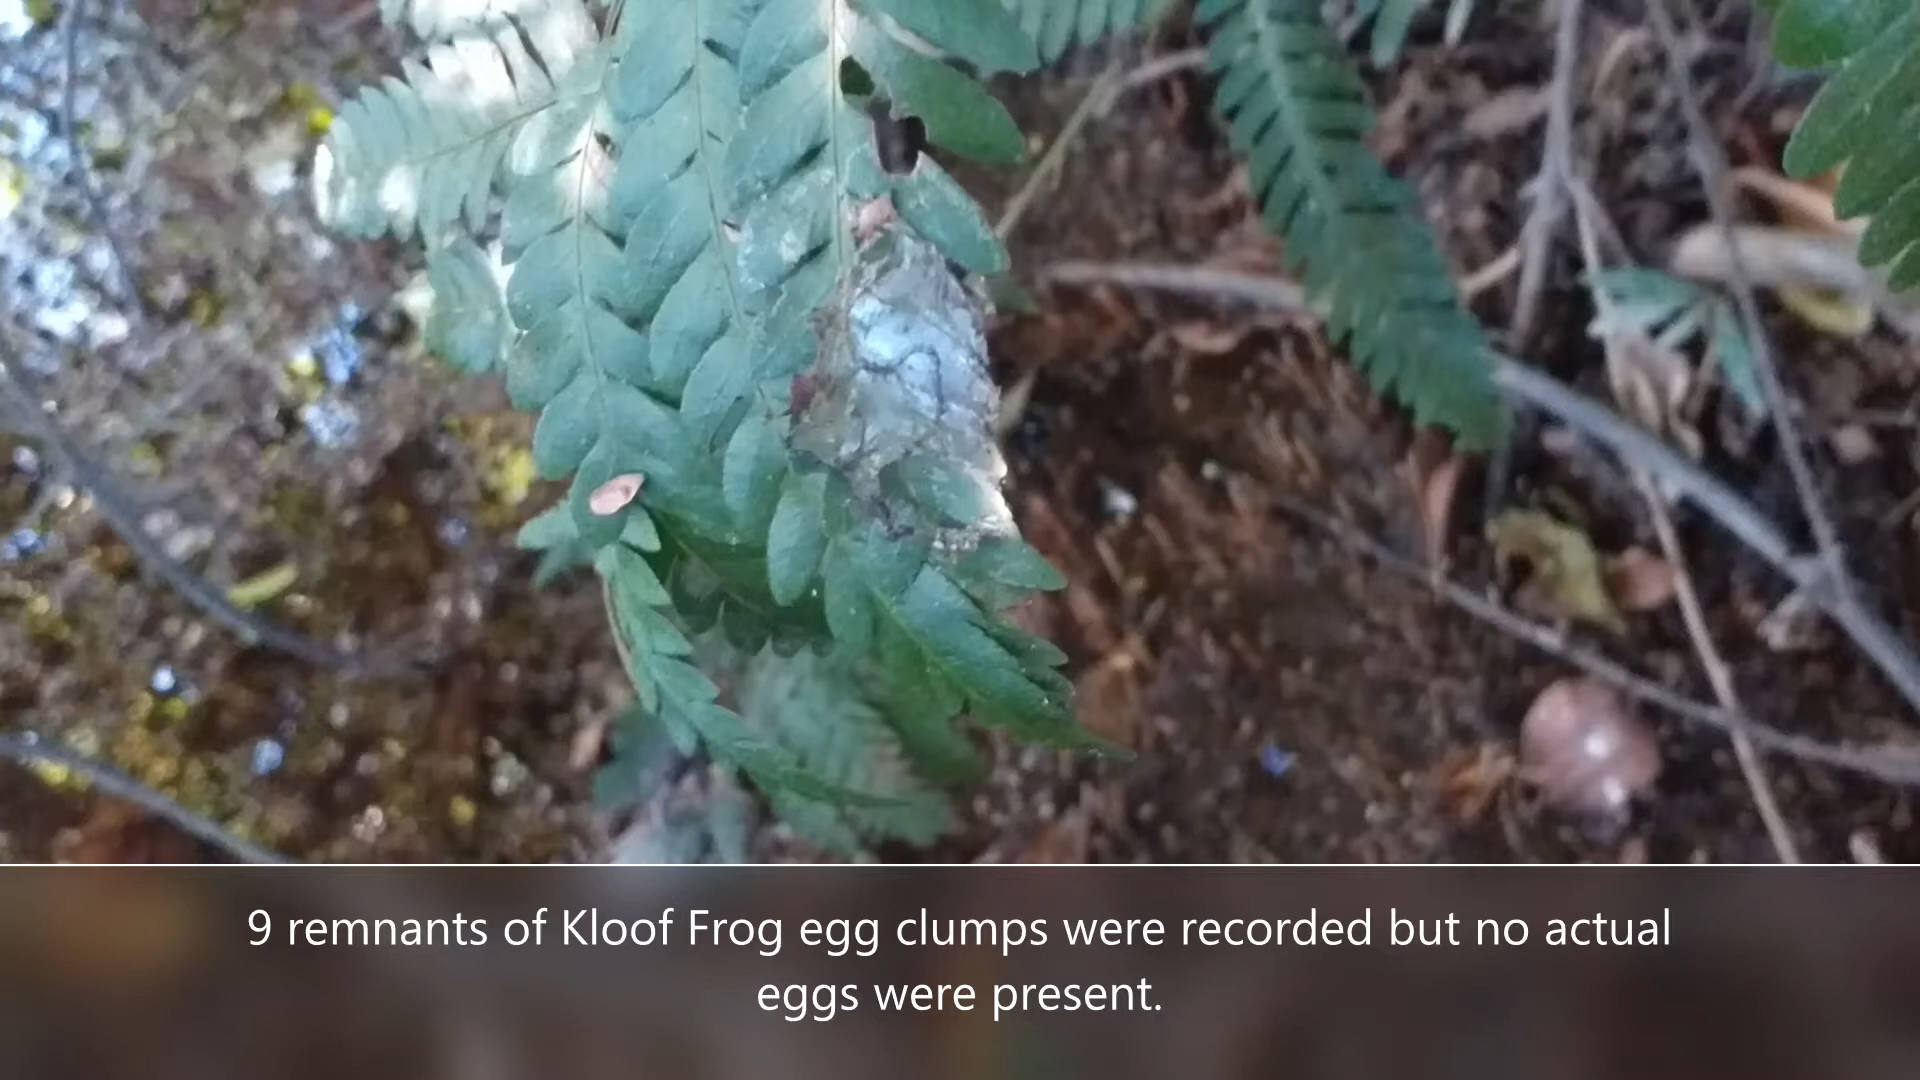 9 remnants of Kloof Frog egg clumps were recorded but no actual
eggs were present.